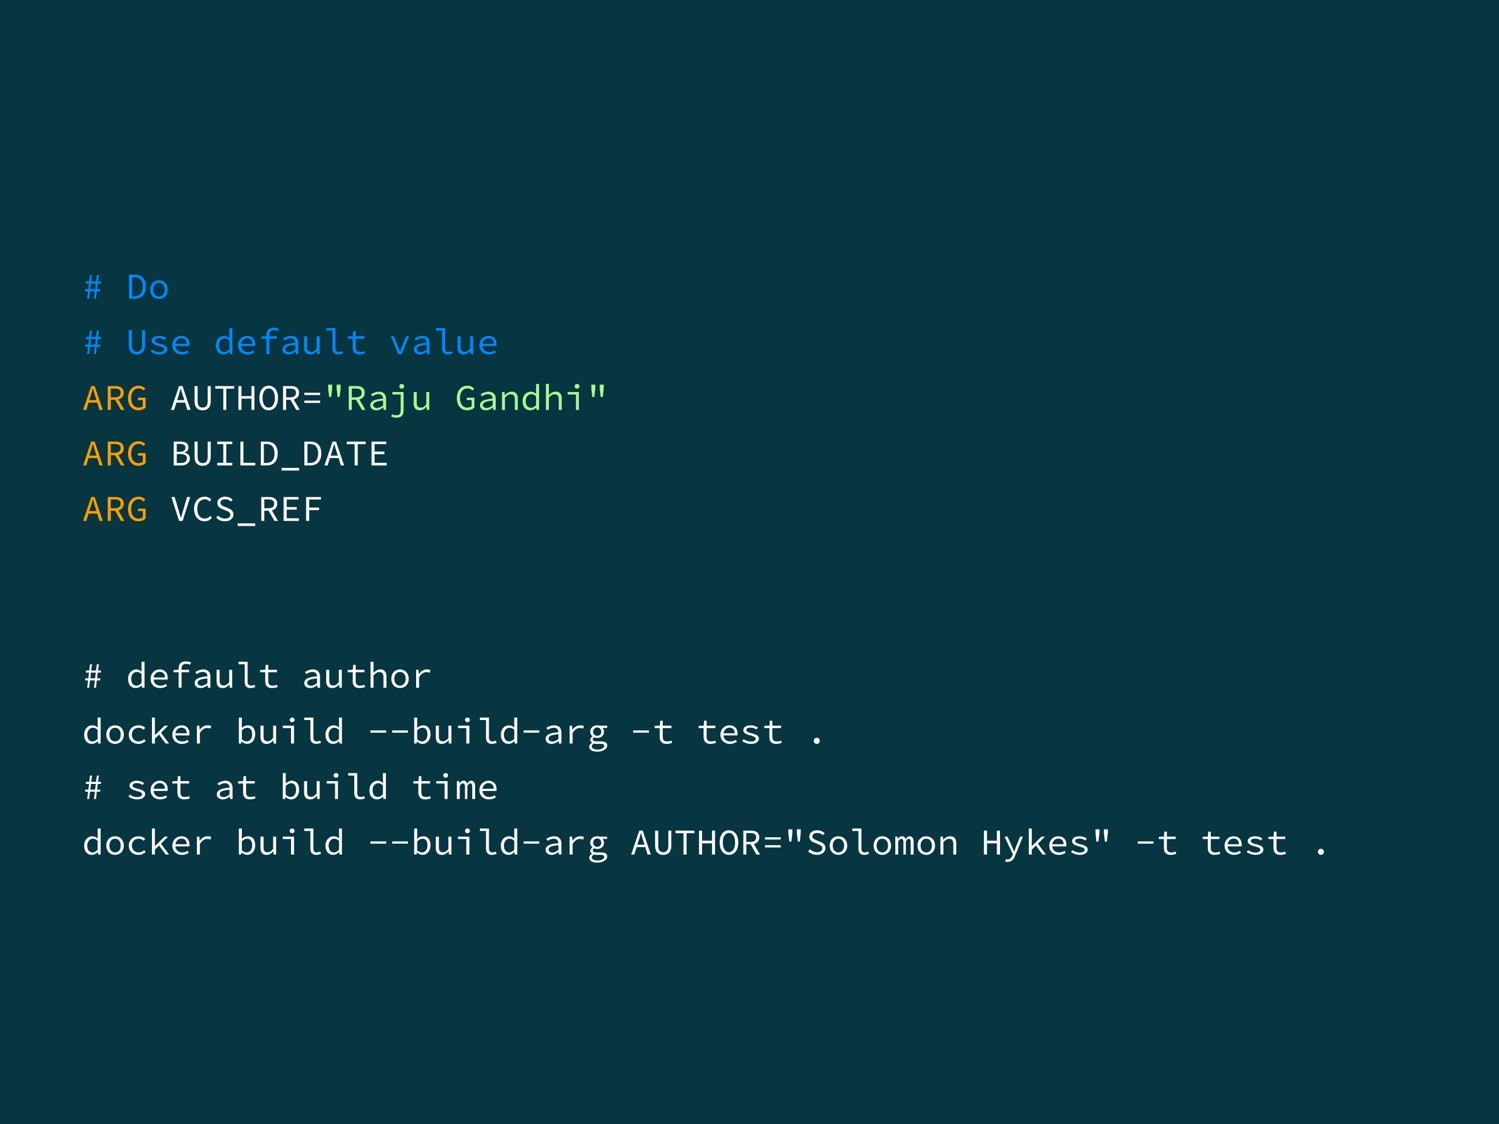 # Do
# Use default value
ARG AUTHOR="Raju Gandhi"
ARG BUILD_DATE
ARG VCS_REF
# default author
docker build --build-arg -t test .
# set at build time
docker build --build-arg AUTHOR="Solomon Hykes" -t test .